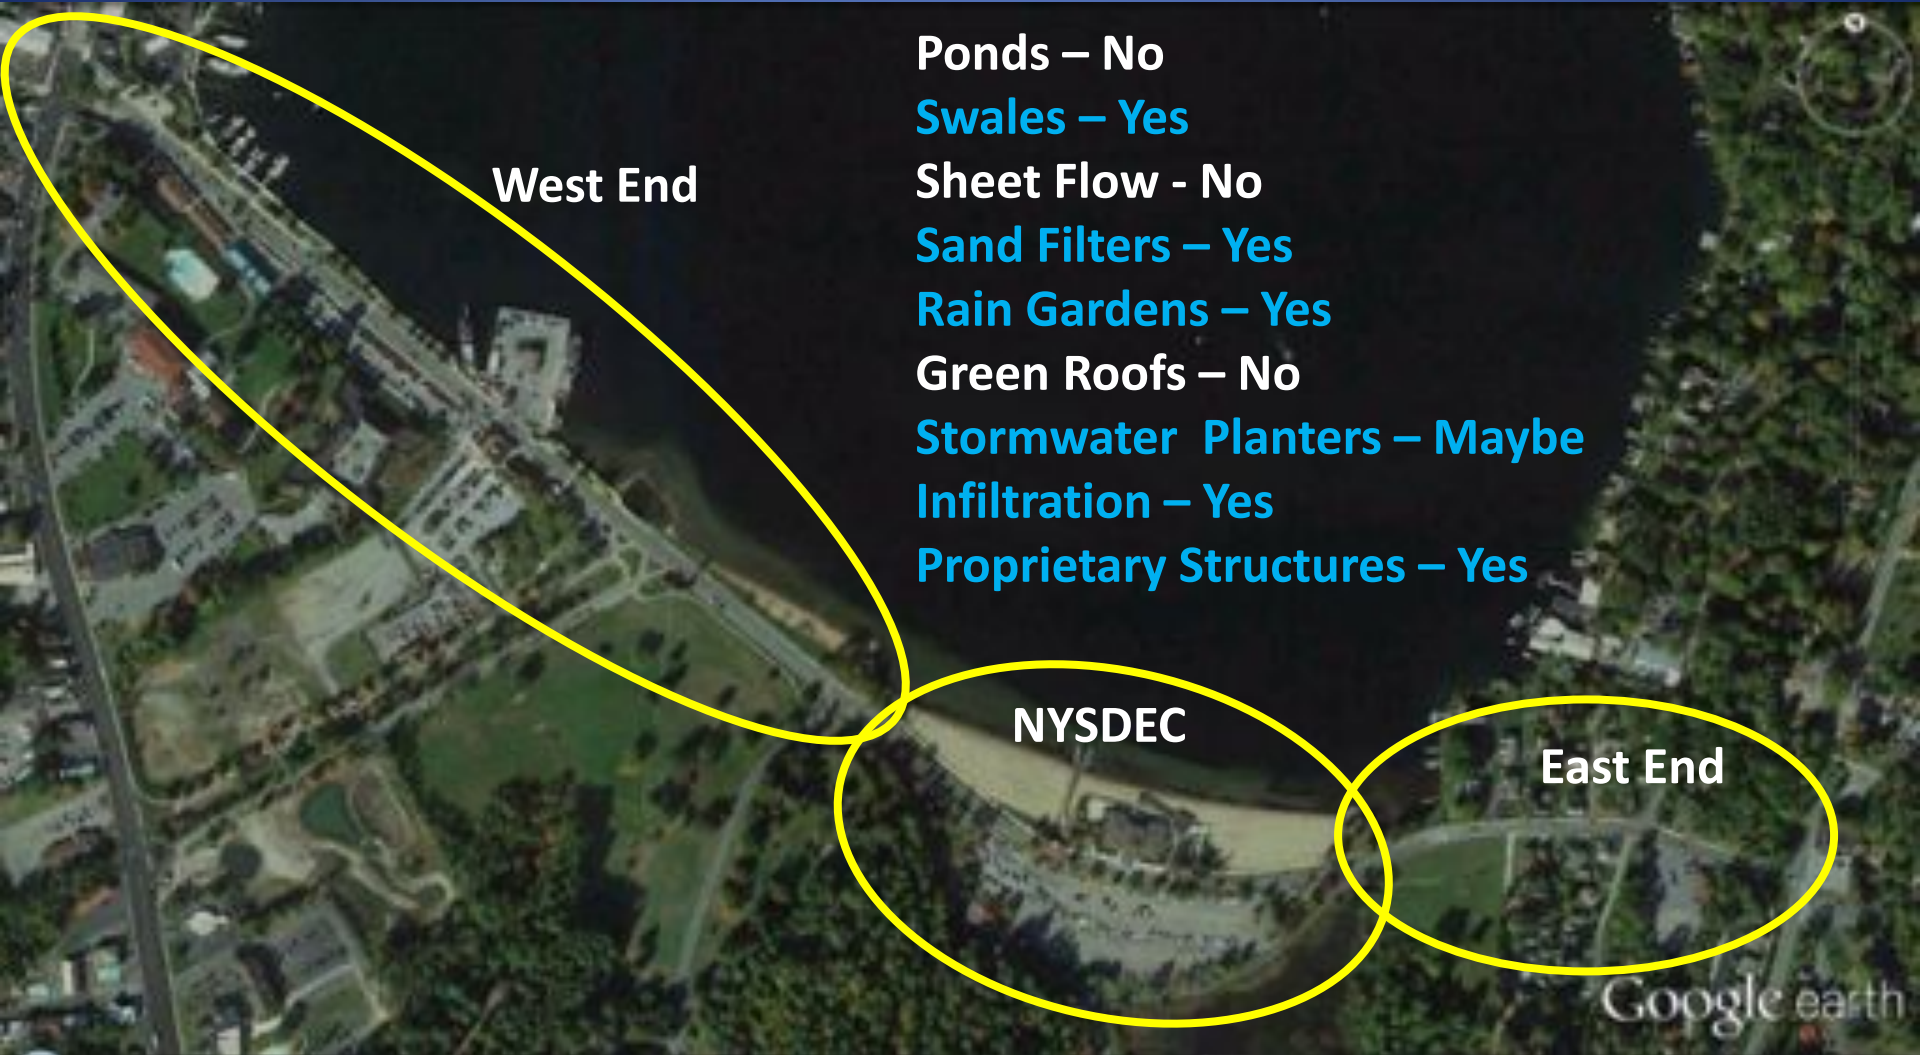 Ponds – No
Swales – Yes
West End
Sheet Flow - No
Sand Filters – Yes
Rain Gardens – Yes
Green Roofs – No
Stormwater  Planters – Maybe
Infiltration – Yes
Proprietary Structures – Yes
NYSDEC
East End
Google earth